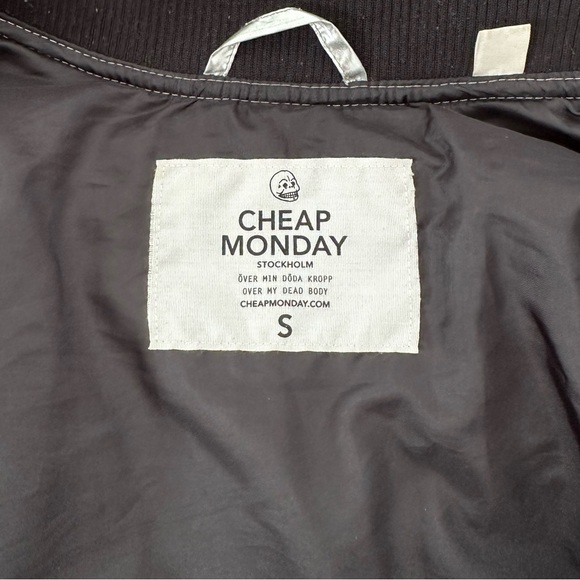 CHEAP
MONDAY
STOCKHOLM
ÖVER MIN DÖDA KROPP
OVER MY DEAD BODY
CHEAPMONDAY.COM
S